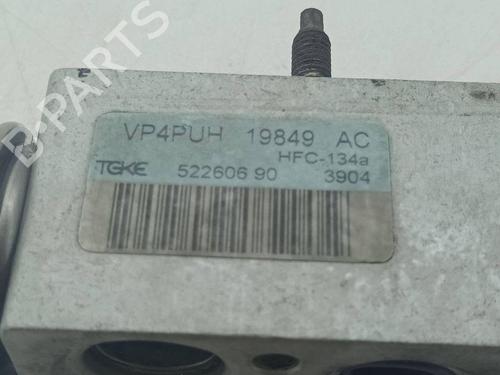 VP4PUH 19849 AC
HFC-134a
TGKE 522606 90 3904
B-PARTS